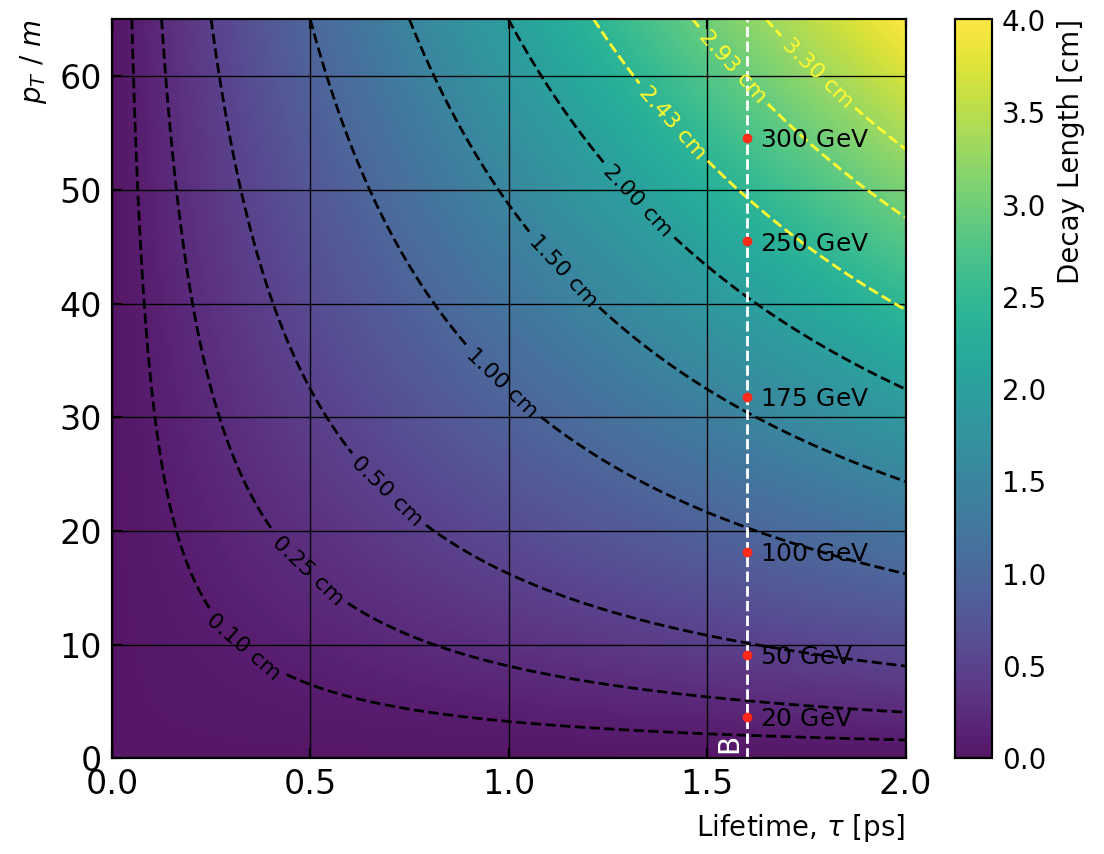 p_T / m
60
50
40
30
20
10
0
0.0
0.5
1.0
1.5
2.0
Lifetime, τ [ps]
0.10 cm
0.25 cm
0.50 cm
1.00 cm
1.50 cm
2.00 cm
2.43 cm
2.93 cm
3.30 cm
300 GeV
250 GeV
175 GeV
100 GeV
50 GeV
20 GeV
B
4.0
3.5
3.0
2.5
2.0
1.5
1.0
0.5
0.0
Decay Length [cm]